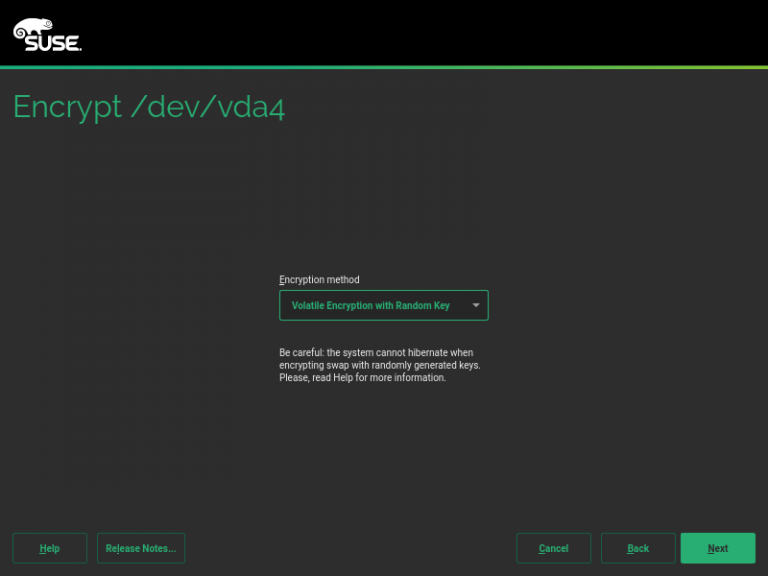 SUSE.
Encrypt /dev/vda4
Encryption method
Volatile Encryption with Random Key
Be careful: the system cannot hibernate when
encrypting swap with randomly generated keys.
Please, read Help for more information.
Help
Release Notes...
Cancel
Back
Next